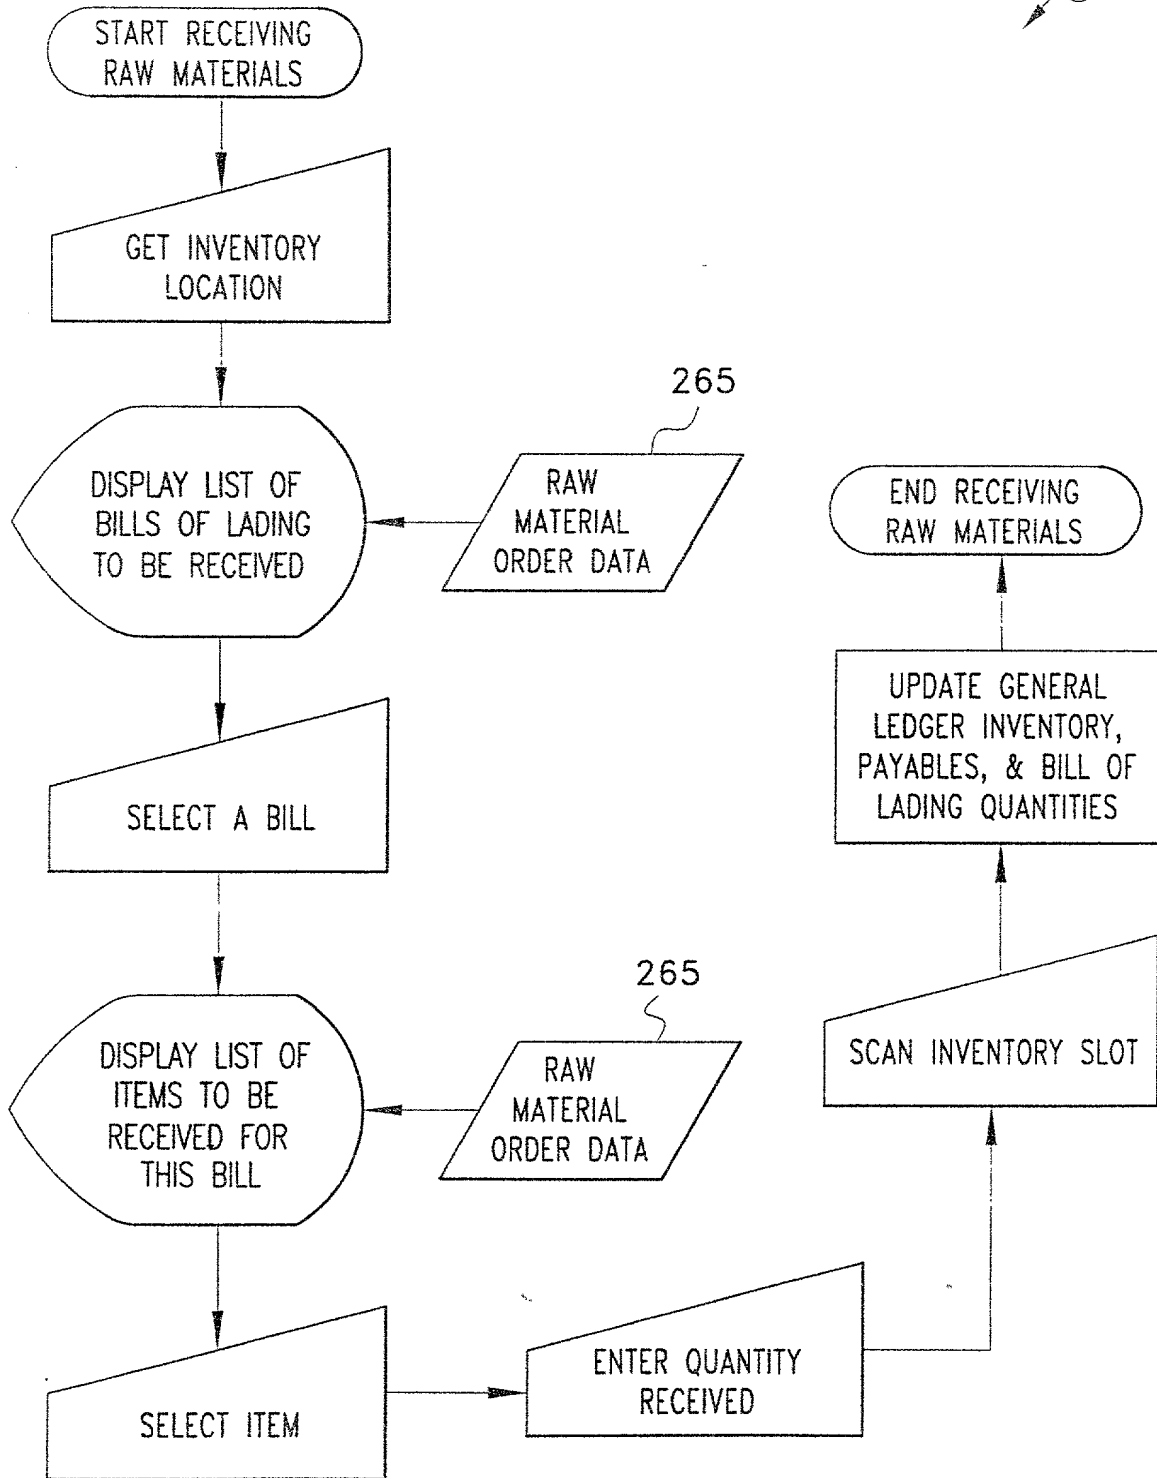 START RECEIVING
RAW MATERIALS
GET INVENTORY
LOCATION
DISPLAY LIST OF
BILLS OF LADING
TO BE RECEIVED
265
RAW
MATERIAL
ORDER DATA
SELECT A BILL
DISPLAY LIST OF
ITEMS TO BE
RECEIVED FOR
THIS BILL
265
RAW
MATERIAL
ORDER DATA
SELECT ITEM
ENTER QUANTITY
RECEIVED
SCAN INVENTORY SLOT
UPDATE GENERAL
LEDGER INVENTORY,
PAYABLES, & BILL OF
LADING QUANTITIES
END RECEIVING
RAW MATERIALS